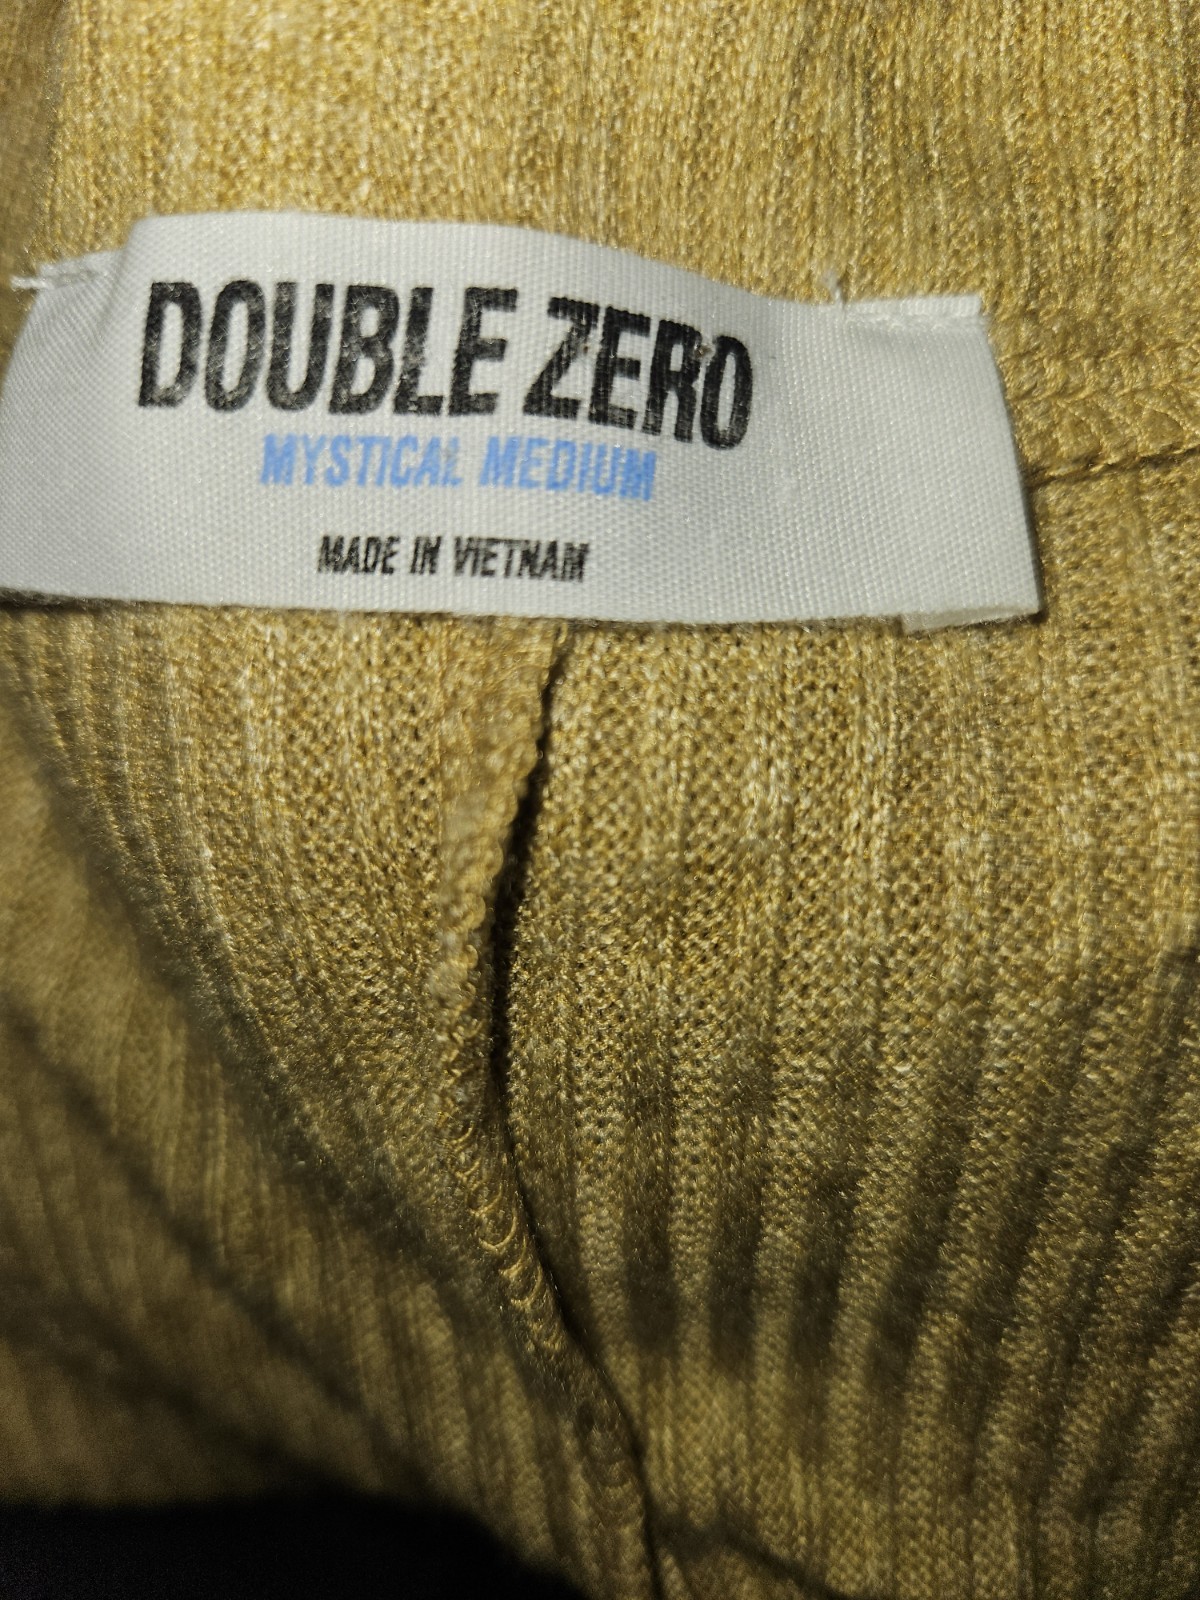 DOUBLE ZERO
MYSTICAL MEDIUM
MADE IN VIETNAM